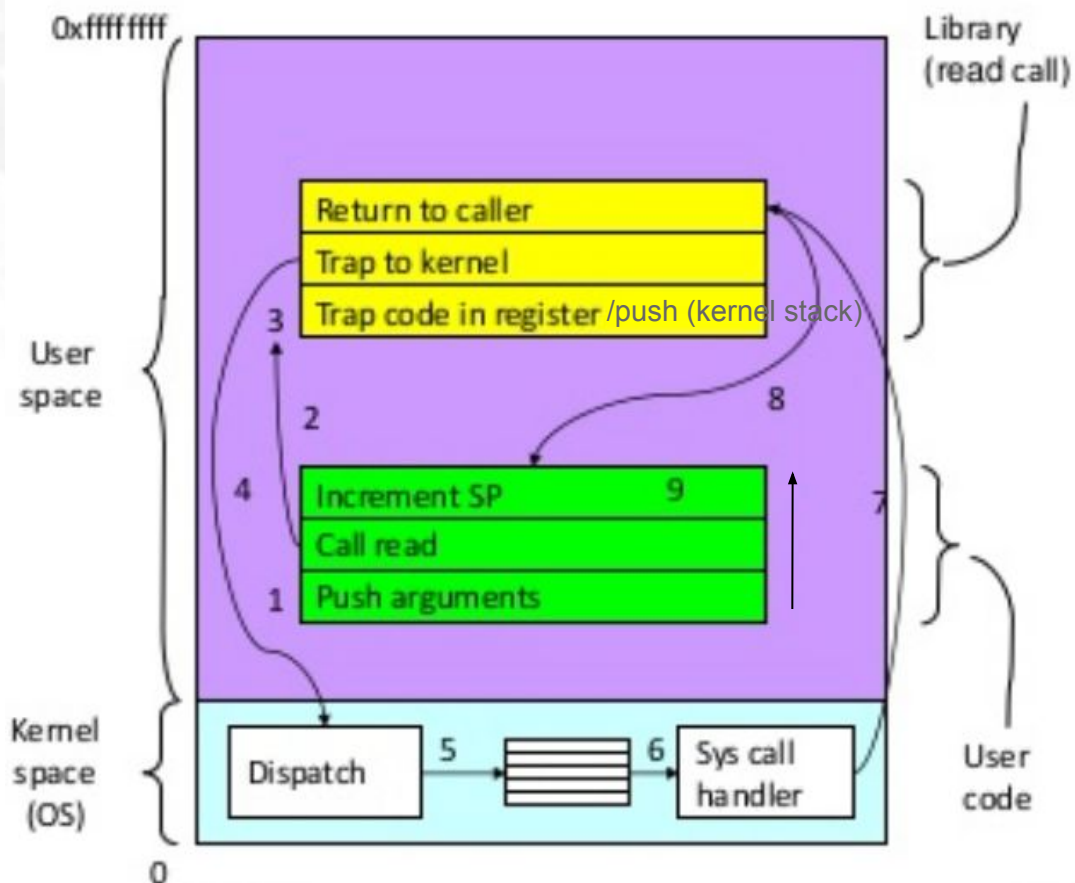 0xffffffff
Library
(read call)
Return to caller
Trap to kernel
Trap code in register /push (kernel stack)
3
User
space
2
8
4
Increment SP 9
7
Call read
1
Push arguments
Kernel
space
(OS)
Dispatch
5
6
Sys call
handler
User
code
0